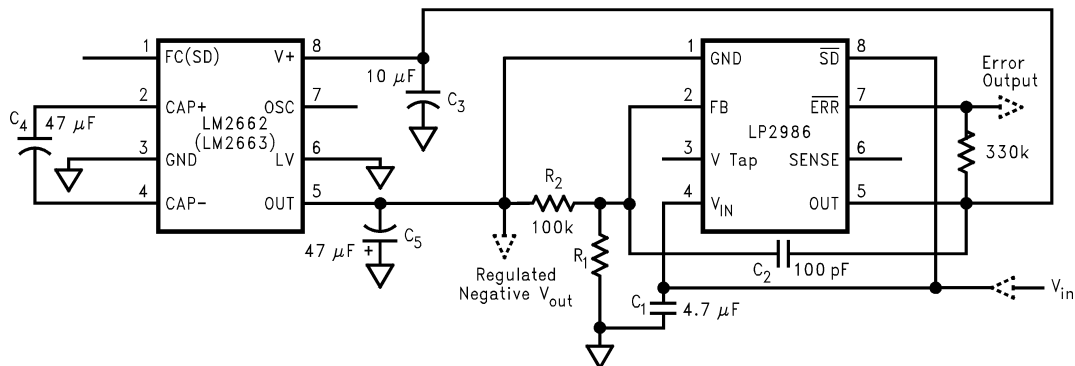 1 FC(SD) V+ 8
2 CAP+ OSC 7
LM2662
(LM2663)
3 GND LV 6
4 CAP- OUT 5
C4 47 μF
10 μF C3
47 μF + C5
Regulated
Negative Vout
R2
100k
R1
1 GND SD 8
2 FB ERR 7
LP2986
3 V Tap SENSE 6
4 VIN OUT 5
C2 100 pF
C1 4.7 μF
Error
Output
330k
Vin